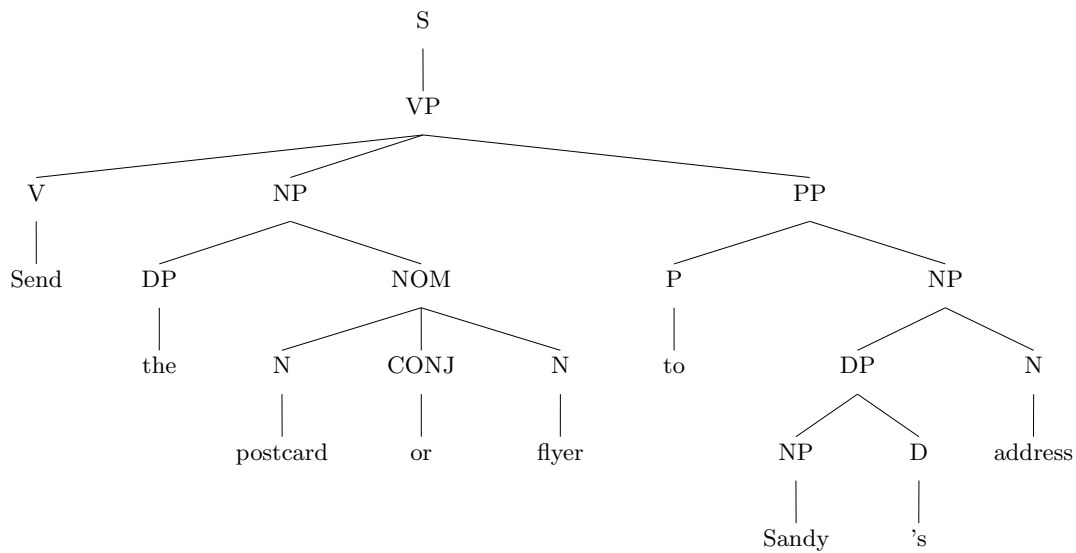 S
VP
V NP PP
Send DP NOM P NP
the N CONJ N to DP N
postcard or flyer NP D address
Sandy 's